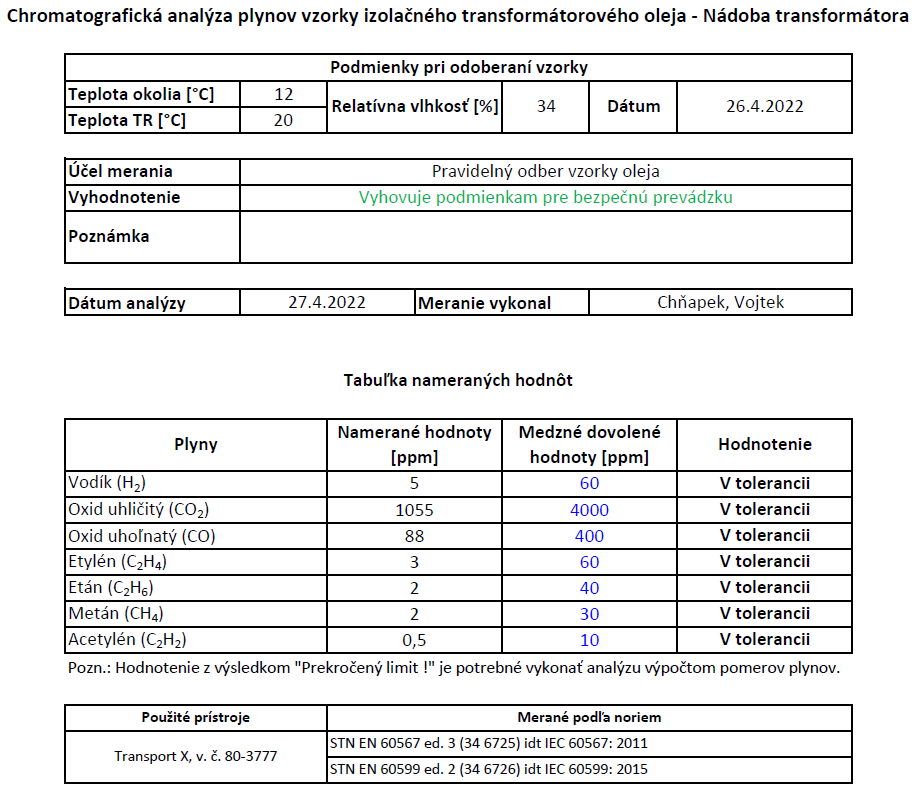 Chromatografická analýza plynov vzorky izolačného transformátorového oleja - Nádoba transformátora
Podmienky pri odoberaní vzorky
Teplota okolia [°C] 12 Relatívna vlhkosť [%] 34 Dátum 26.4.2022
Teplota TR [°C] 20
Účel merania Pravidelný odber vzorky oleja
Vyhodnotenie Vyhovuje podmienkam pre bezpečnú prevádzku
Poznámka
Dátum analýzy 27.4.2022 Meranie vykonal Chňapek, Vojtek
Tabuľka nameraných hodnôt
Plyny Namerané hodnoty [ppm] Medzné dovolené hodnoty [ppm] Hodnotenie
Vodík (H₂) 5 60 V tolerancii
Oxid uhličitý (CO₂) 1055 4000 V tolerancii
Oxid uhoľnatý (CO) 88 400 V tolerancii
Etylén (C₂H₄) 3 60 V tolerancii
Etán (C₂H₆) 2 40 V tolerancii
Metán (CH₄) 2 30 V tolerancii
Acetylén (C₂H₂) 0,5 10 V tolerancii
Pozn.: Hodnotenie z výsledkom "Prekročený limit !" je potrebné vykonať analýzu výpočtom pomerov plynov.
Použité prístroje Merané podľa noriem
Transport X, v. č. 80-3777
STN EN 60567 ed. 3 (34 6725) idt IEC 60567: 2011
STN EN 60599 ed. 2 (34 6726) idt IEC 60599: 2015